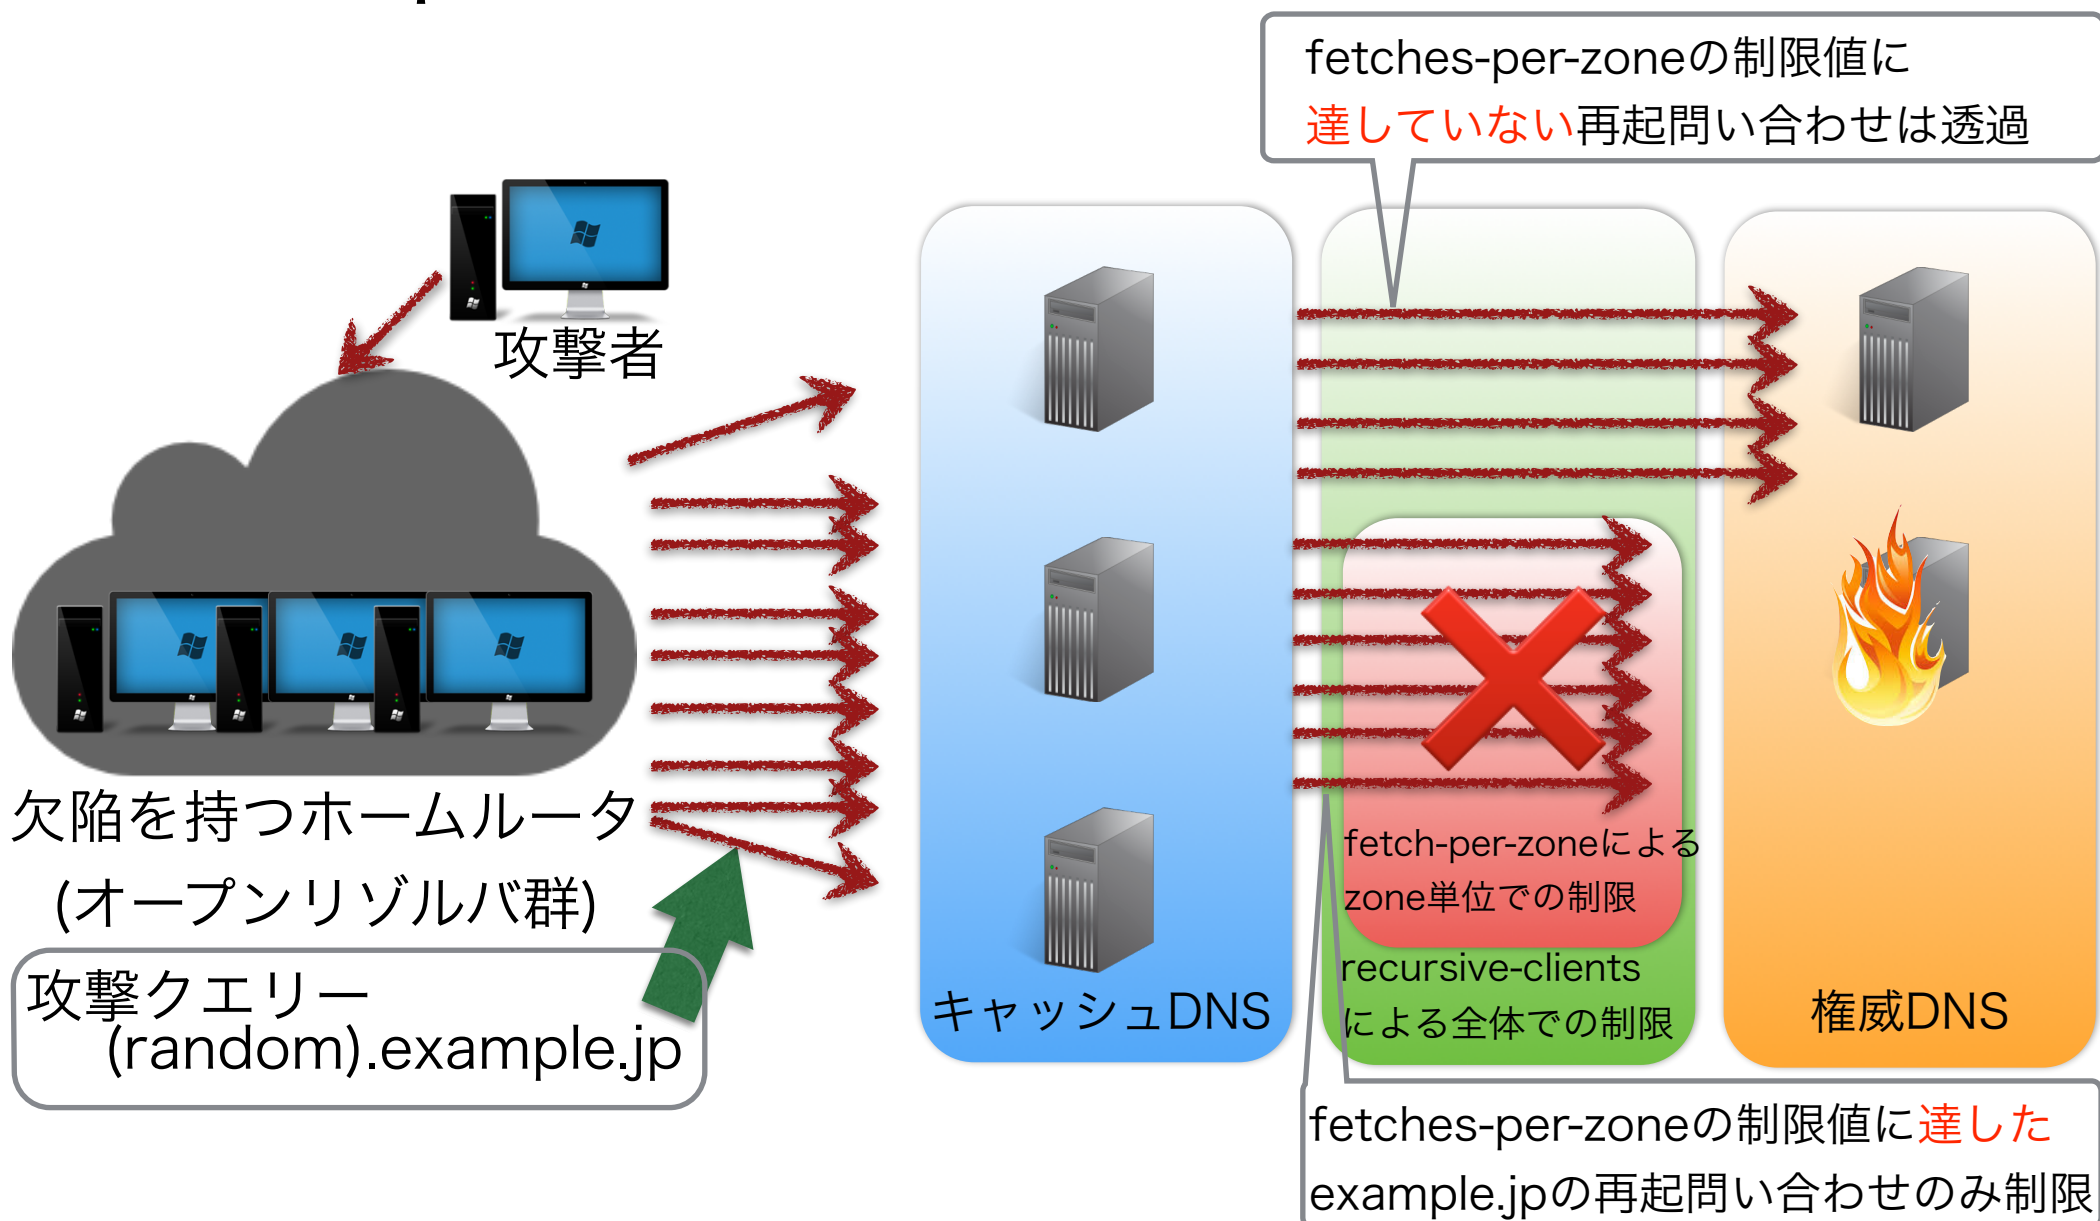 fetches-per-zoneの制限値に
達していない再起問い合わせは透過
攻撃者
欠陥を持つホームルータ
(オープンリゾルバ群)
攻撃クエリー
(random).example.jp
キャッシュDNS
fetch-per-zoneによる
zone単位での制限
recursive-clients
による全体での制限
権威DNS
fetches-per-zoneの制限値に達した
example.jpの再起問い合わせのみ制限